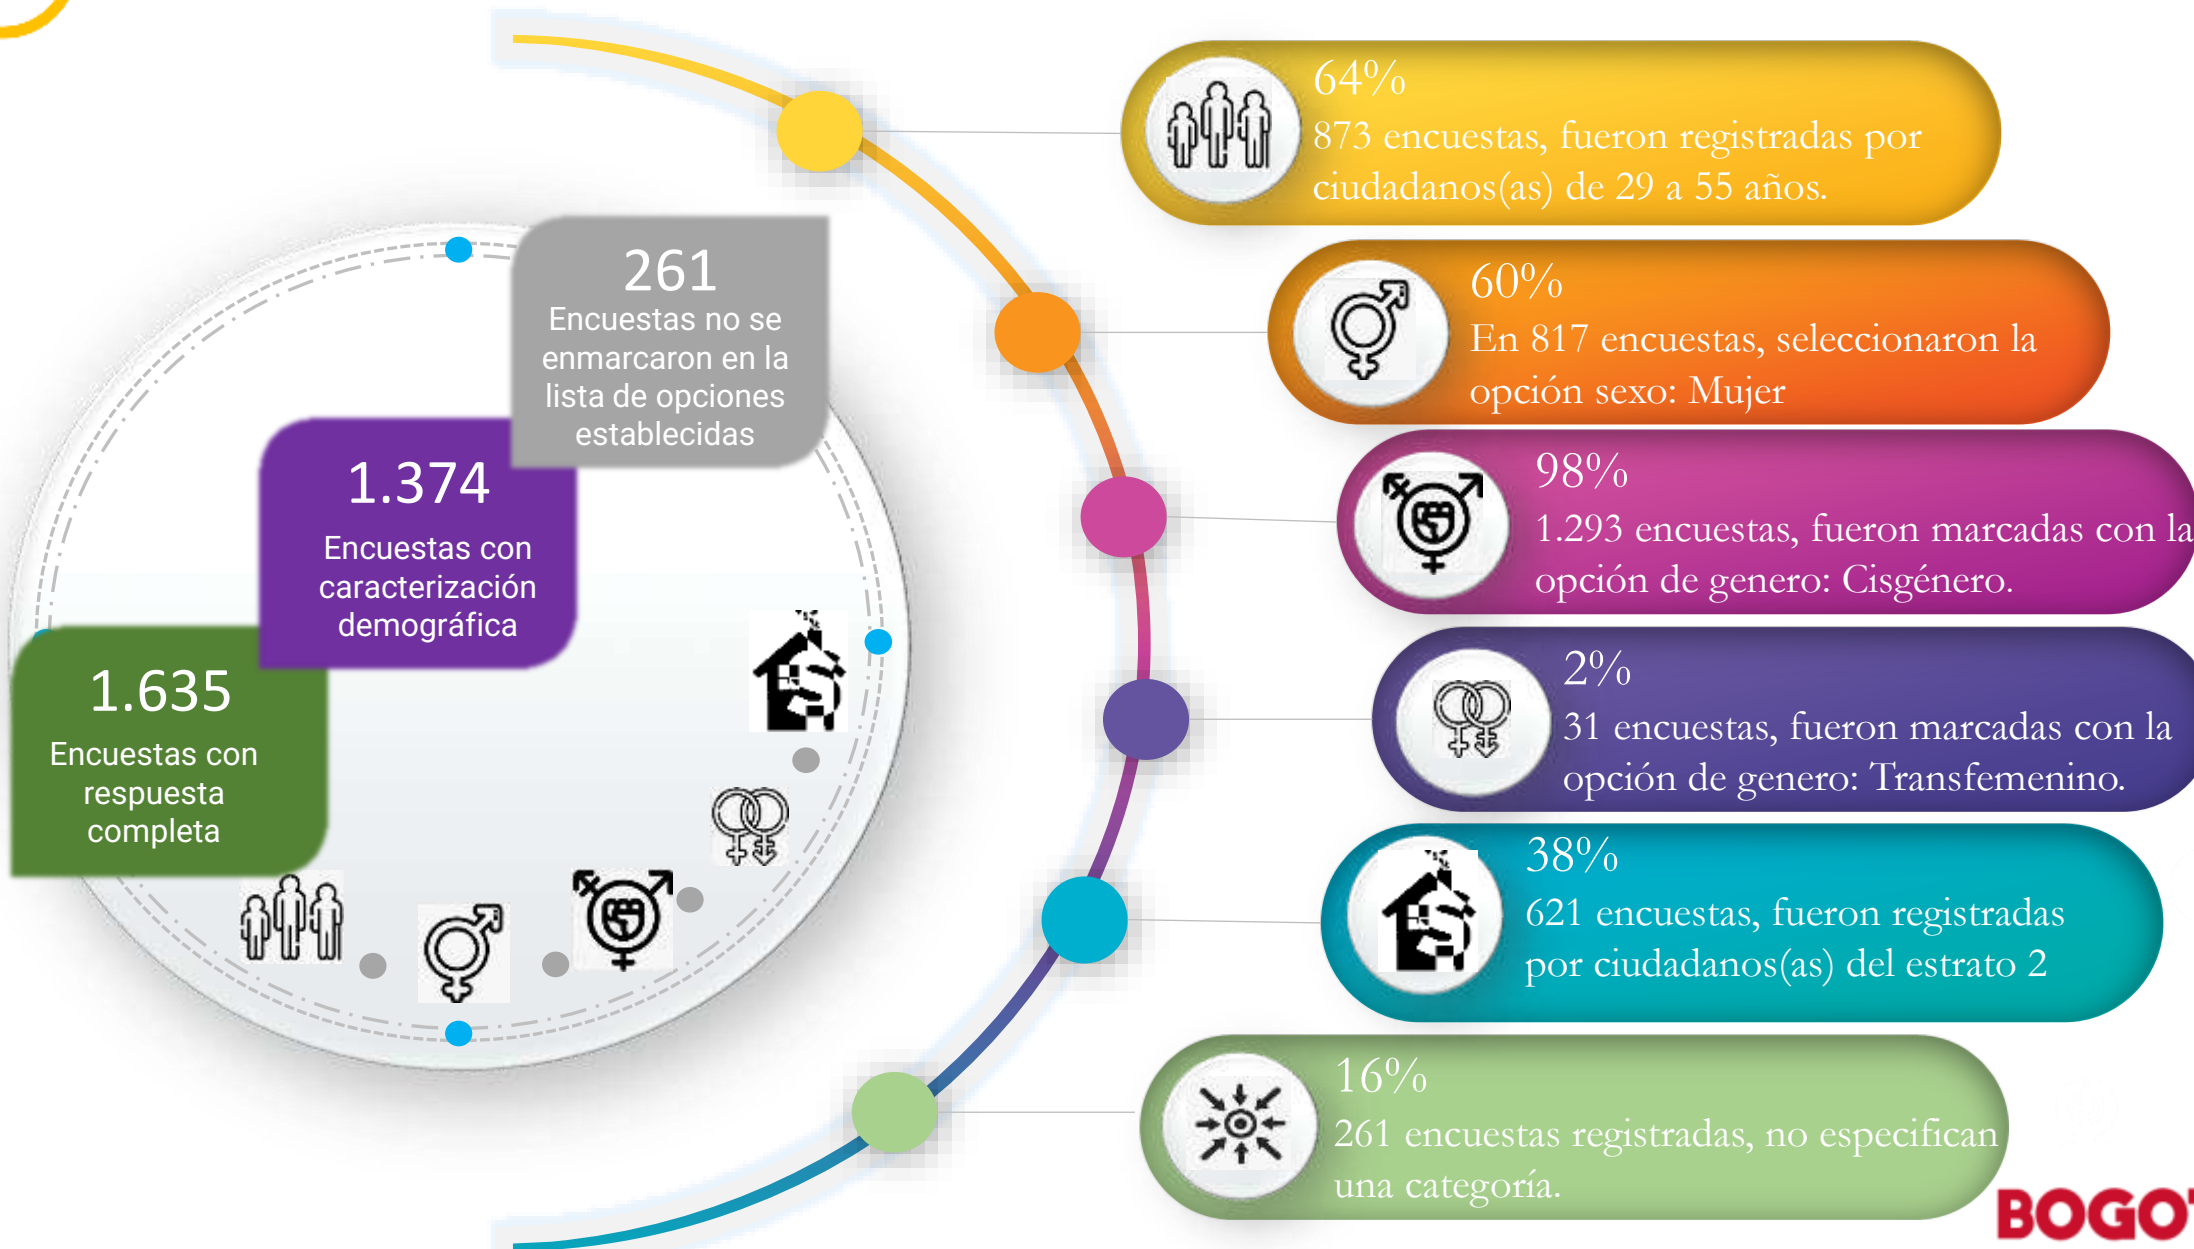 261
Encuestas no se
enmarcaron en la
lista de opciones
establecidas
1.374
Encuestas con
caracterización
demográfica
1.635
Encuestas con
respuesta
completa
64%
873 encuestas, fueron registradas por
ciudadanos(as) de 29 a 55 años.
60%
En 817 encuestas, seleccionaron la
opción sexo: Mujer
98%
1.293 encuestas, fueron marcadas con la
opción de genero: Cisgénero.
2%
31 encuestas, fueron marcadas con la
opción de genero: Transfemenino.
38%
621 encuestas, fueron registradas
por ciudadanos(as) del estrato 2
16%
261 encuestas registradas, no especifican
una categoría.
BOGOT